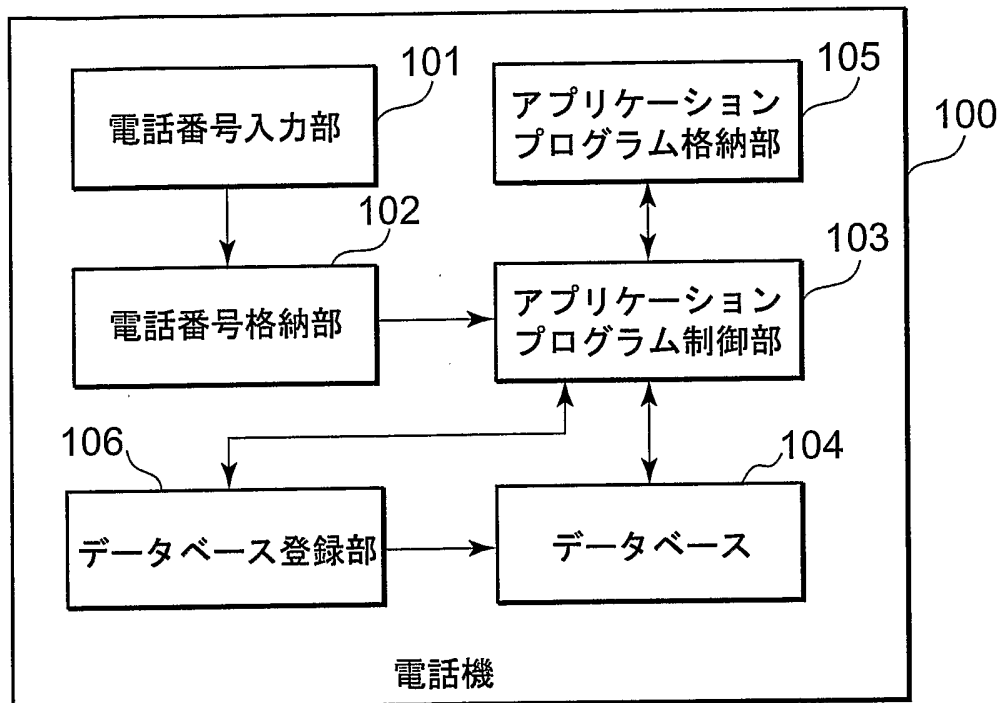 101
電話番号入力部
105
アプリケーション
プログラム格納部
100
102
電話番号格納部
103
アプリケーション
プログラム制御部
106
データベース登録部
104
データベース
電話機